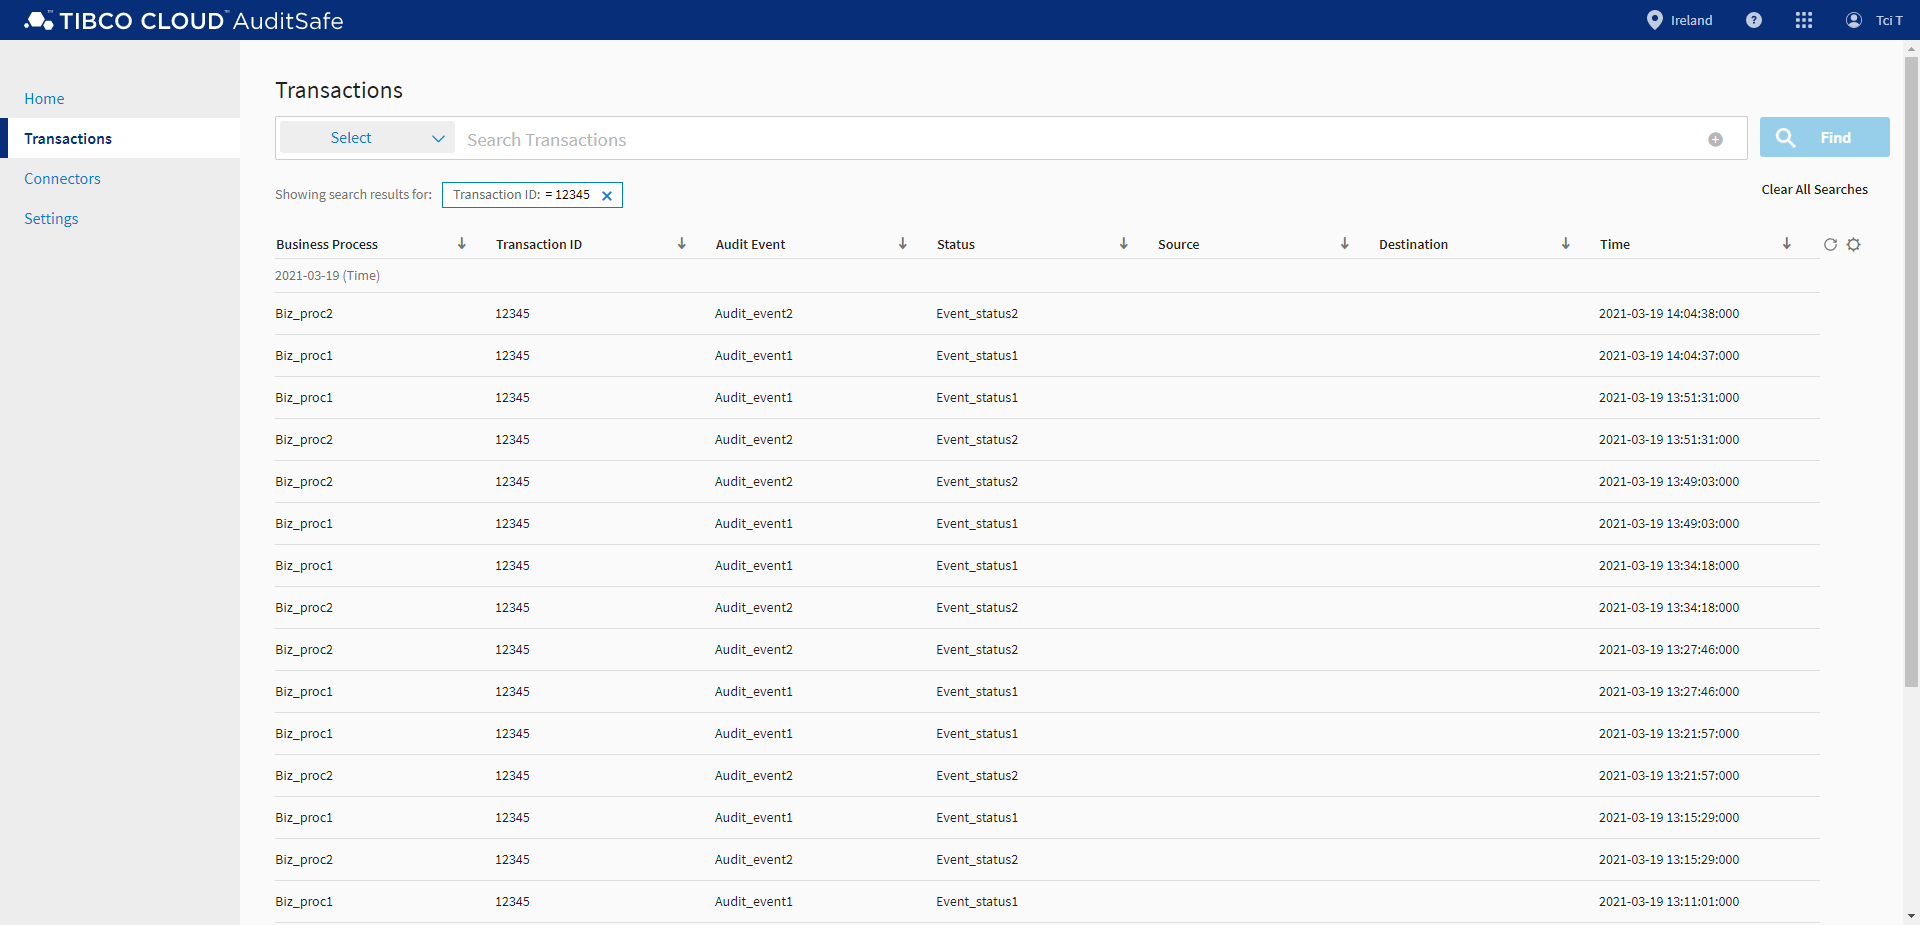 TIBCO CLOUD™ AuditSafe
Ireland
?
Tci T
Home
Transactions
Connectors
Settings
Transactions
Select
Search Transactions
Find
Showing search results for: Transaction ID: = 12345
Clear All Searches
Business Process Transaction ID Audit Event Status Source Destination Time
2021-03-19 (Time)
Biz_proc2 12345 Audit_event2 Event_status2 2021-03-19 14:04:38:000
Biz_proc1 12345 Audit_event1 Event_status1 2021-03-19 14:04:37:000
Biz_proc1 12345 Audit_event1 Event_status1 2021-03-19 13:51:31:000
Biz_proc2 12345 Audit_event2 Event_status2 2021-03-19 13:51:31:000
Biz_proc2 12345 Audit_event2 Event_status2 2021-03-19 13:49:03:000
Biz_proc1 12345 Audit_event1 Event_status1 2021-03-19 13:49:03:000
Biz_proc1 12345 Audit_event1 Event_status1 2021-03-19 13:34:18:000
Biz_proc2 12345 Audit_event2 Event_status2 2021-03-19 13:34:18:000
Biz_proc2 12345 Audit_event2 Event_status2 2021-03-19 13:27:46:000
Biz_proc1 12345 Audit_event1 Event_status1 2021-03-19 13:27:46:000
Biz_proc1 12345 Audit_event1 Event_status1 2021-03-19 13:21:57:000
Biz_proc2 12345 Audit_event2 Event_status2 2021-03-19 13:21:57:000
Biz_proc1 12345 Audit_event1 Event_status1 2021-03-19 13:15:29:000
Biz_proc2 12345 Audit_event2 Event_status2 2021-03-19 13:15:29:000
Biz_proc1 12345 Audit_event1 Event_status1 2021-03-19 13:11:01:000